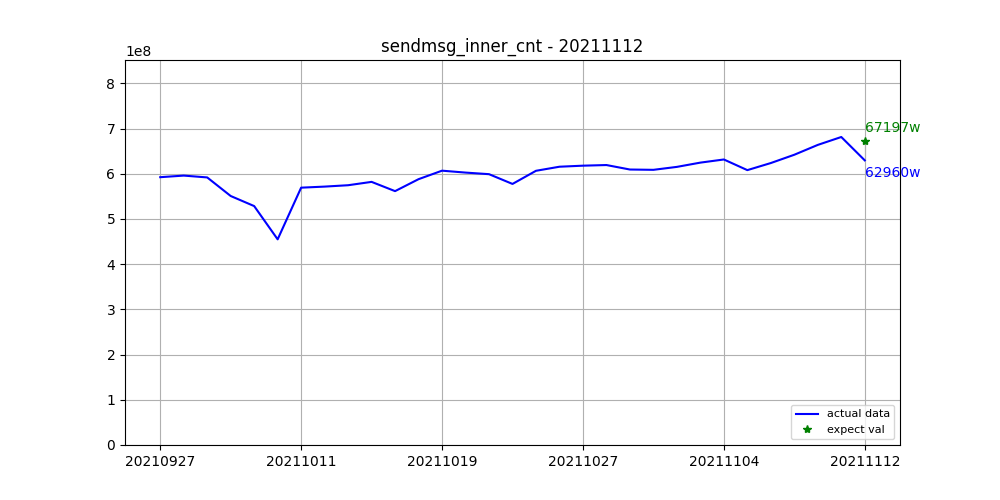 sendmsg_inner_cnt - 20211112
1e8
8
7
6
5
4
3
2
1
0
67197w
62960w
actual data
expect val
20210927
20211011
20211019
20211027
20211104
20211112